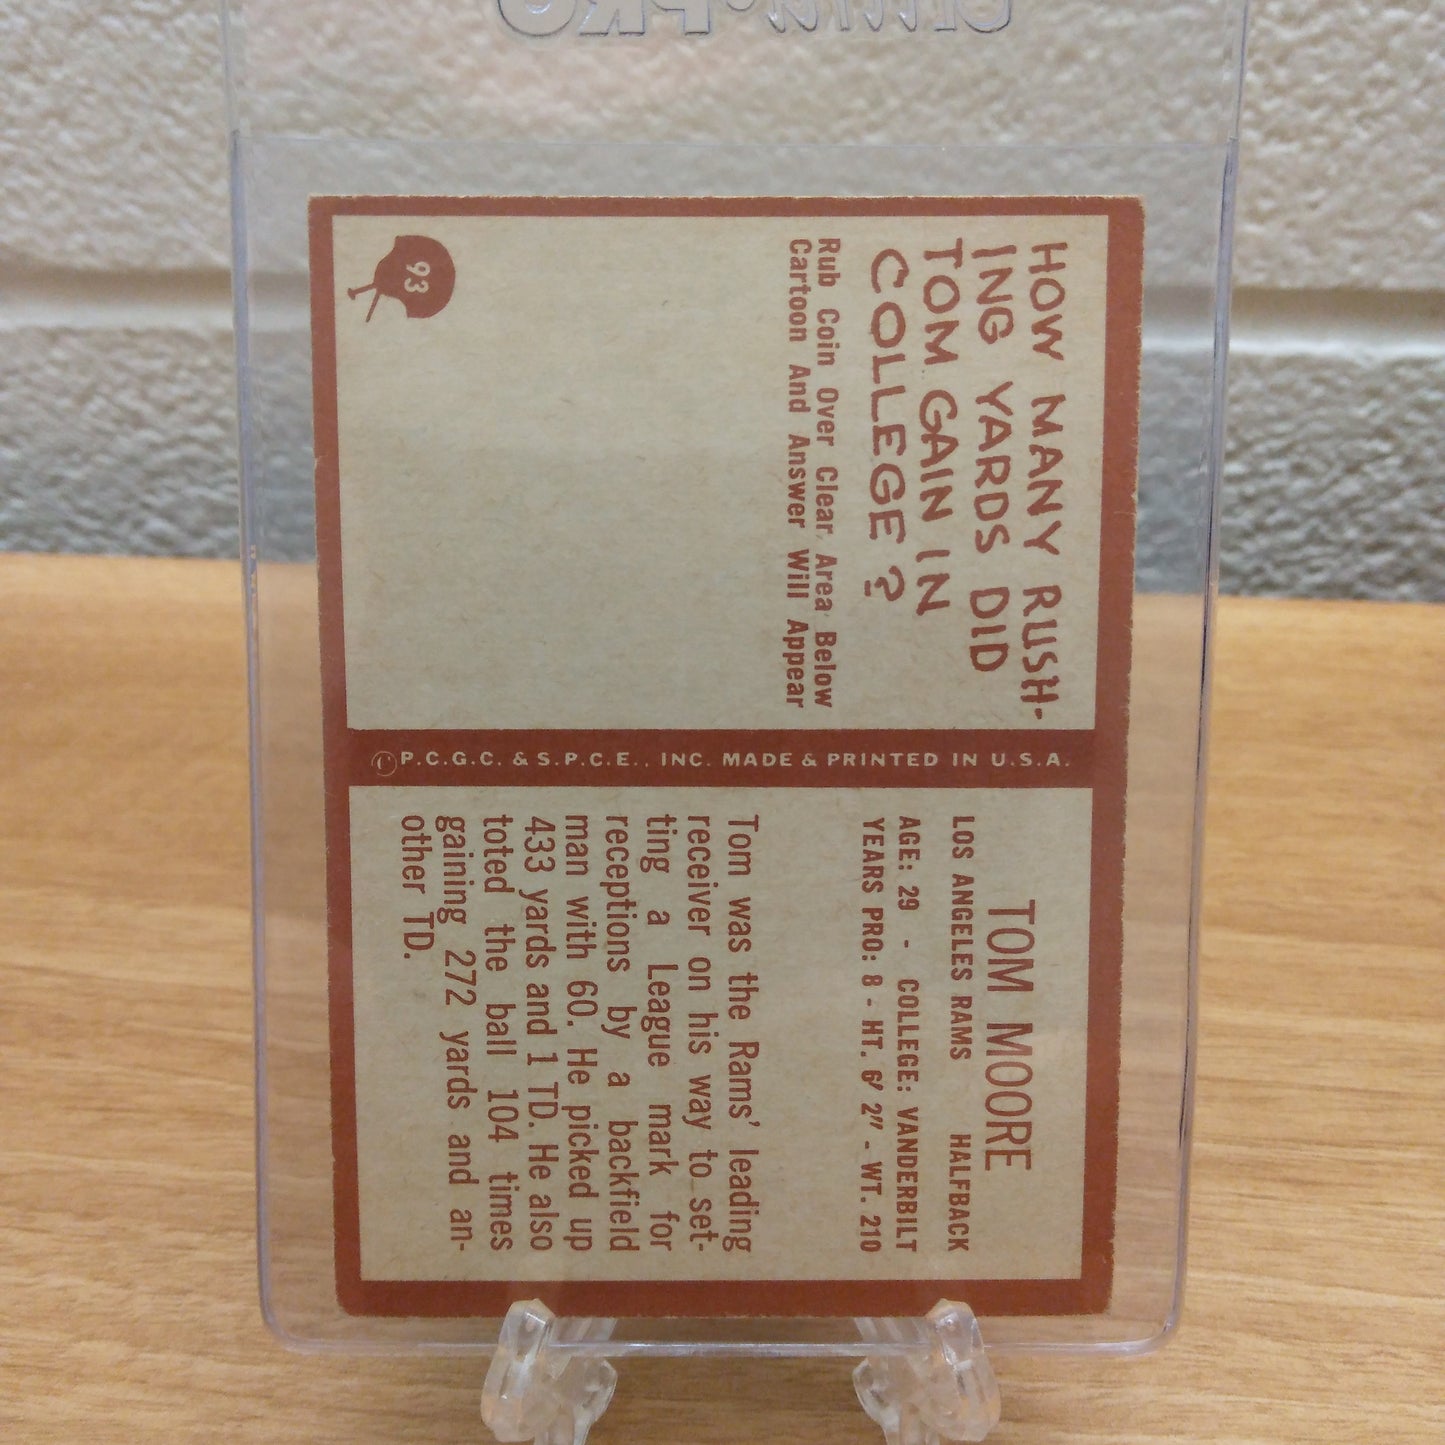 HOW MANY RUSH-
ING YARDS DID
TOM GAIN IN
COLLEGE?
Rub Coin Over Clear Area Below
Cartoon And Answer Will Appear
93
© P.C.G.C. & S.P.C.E., INC. MADE & PRINTED IN U.S.A.
TOM MOORE
LOS ANGELES RAMS HALFBACK
AGE: 29 - COLLEGE: VANDERBILT
YEARS PRO: 8 - HT. 6' 2" - WT. 210
Tom was the Rams' leading
receiver on his way to set-
ting a League mark for
receptions by a backfield
man with 60. He picked up
433 yards and 1 TD. He also
toted the ball 104 times
gaining 272 yards and an-
other TD.